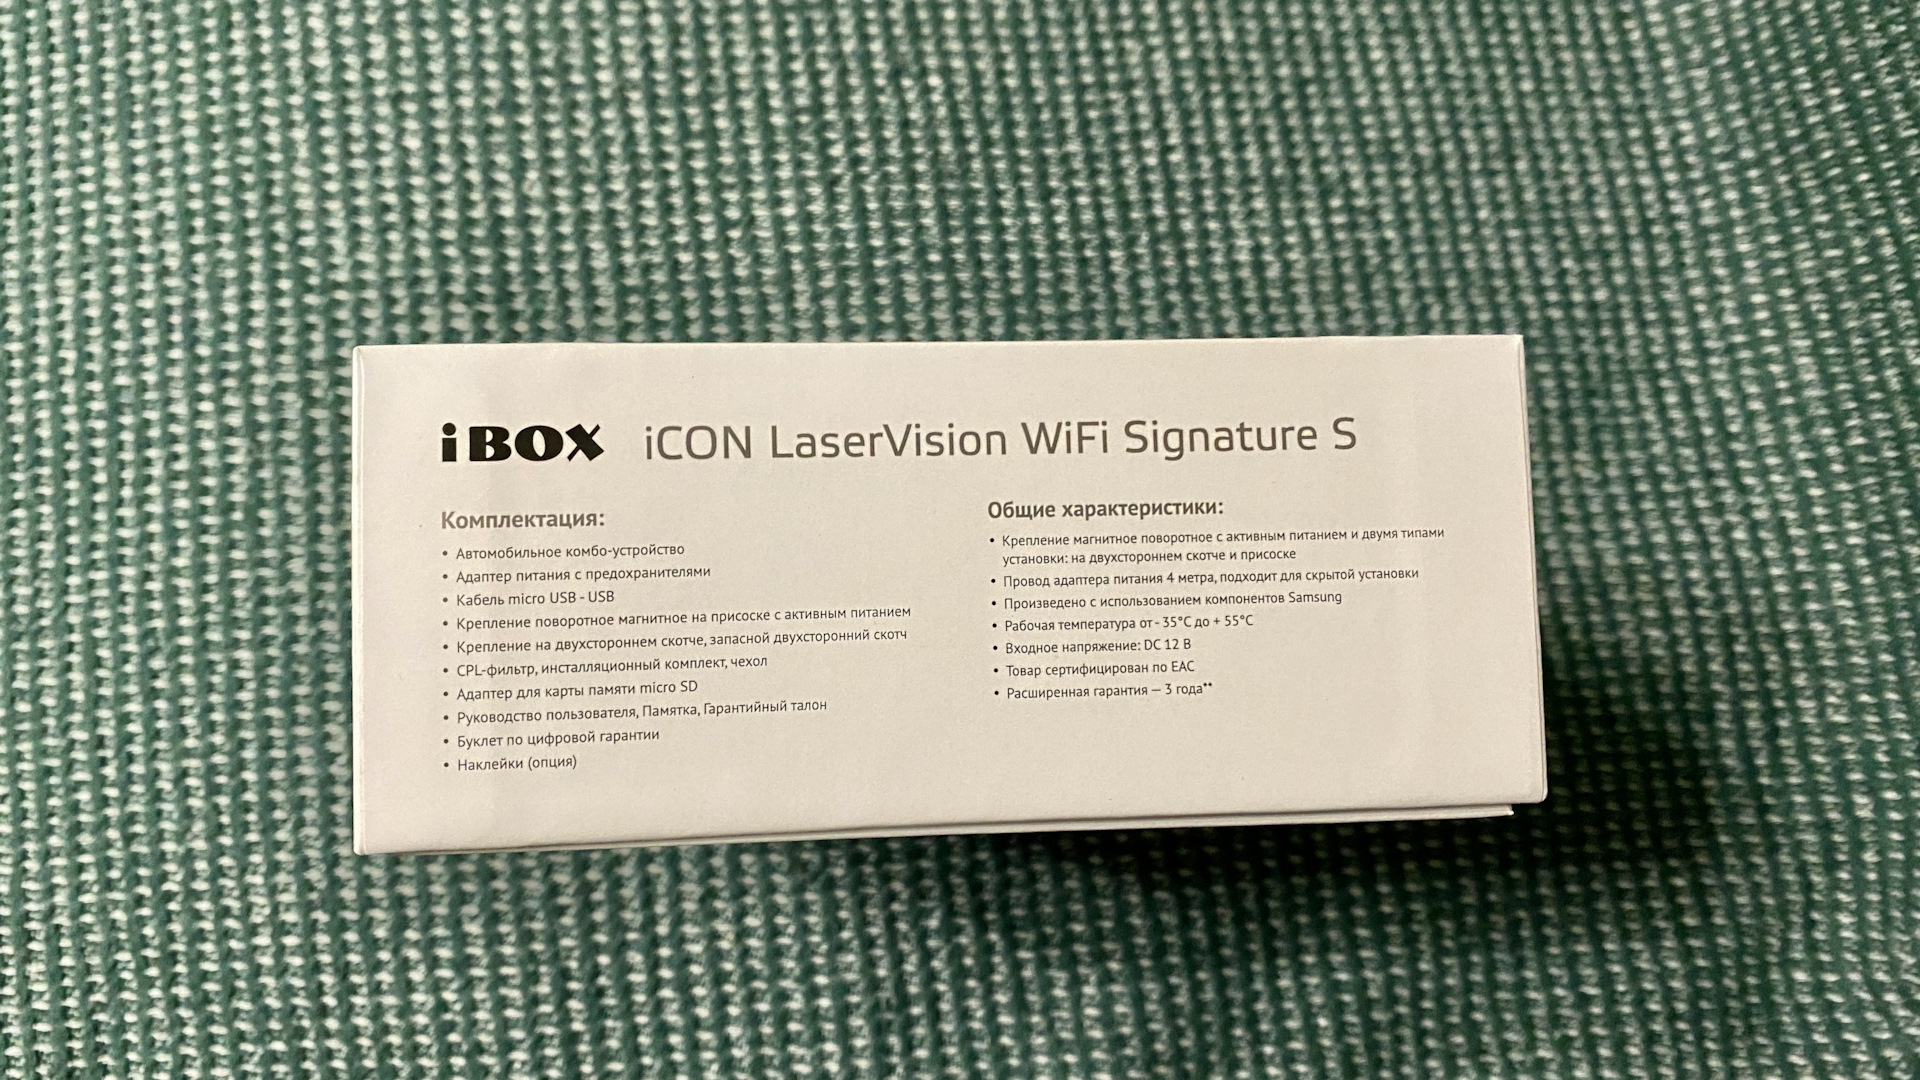 iBOX iCON LaserVision WiFi Signature S
Комплектация:
• Автомобильное комбо-устройство
• Адаптер питания с предохранителями
• Кабель micro USB - USB
• Крепление поворотное магнитное на присоске с активным питанием
• Крепление на двухстороннем скотче, запасной двухсторонний скотч
• CPL-фильтр, инсталляционный комплект, чехол
• Адаптер для карты памяти micro SD
• Руководство пользователя, Памятка, Гарантийный талон
• Буклет по цифровой гарантии
• Наклейки (опция)
Общие характеристики:
• Крепление магнитное поворотное с активным питанием и двумя типами
установки: на двухстороннем скотче и присоске
• Провод адаптера питания 4 метра, подходит для скрытой установки
• Произведено с использованием компонентов Samsung
• Рабочая температура от - 35°C до + 55°C
• Входное напряжение: DC 12 В
• Товар сертифицирован по ЕАС
• Расширенная гарантия — 3 года**